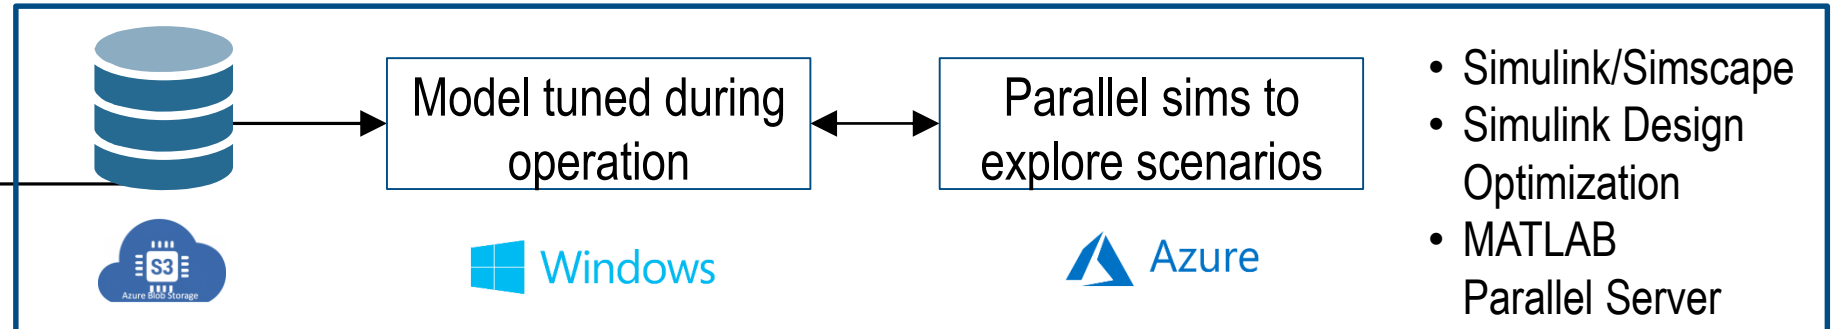 Model tuned during
operation
Parallel sims to
explore scenarios
• Simulink/Simscape
• Simulink Design
Optimization
• MATLAB
Parallel Server
S3
Azure Blob Storage
Windows
Azure